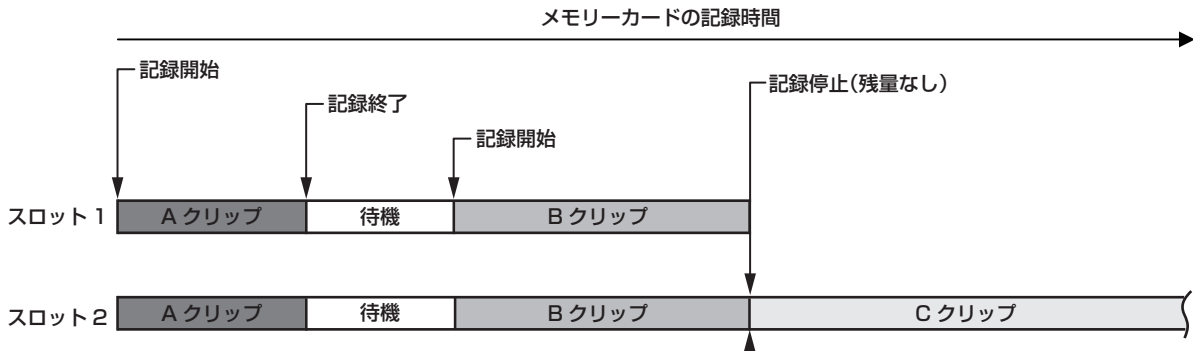 メモリーカードの記録時間
記録開始
記録停止(残量なし)
記録終了
記録開始
スロット 1 A クリップ 待機 B クリップ
スロット 2 A クリップ 待機 B クリップ C クリップ